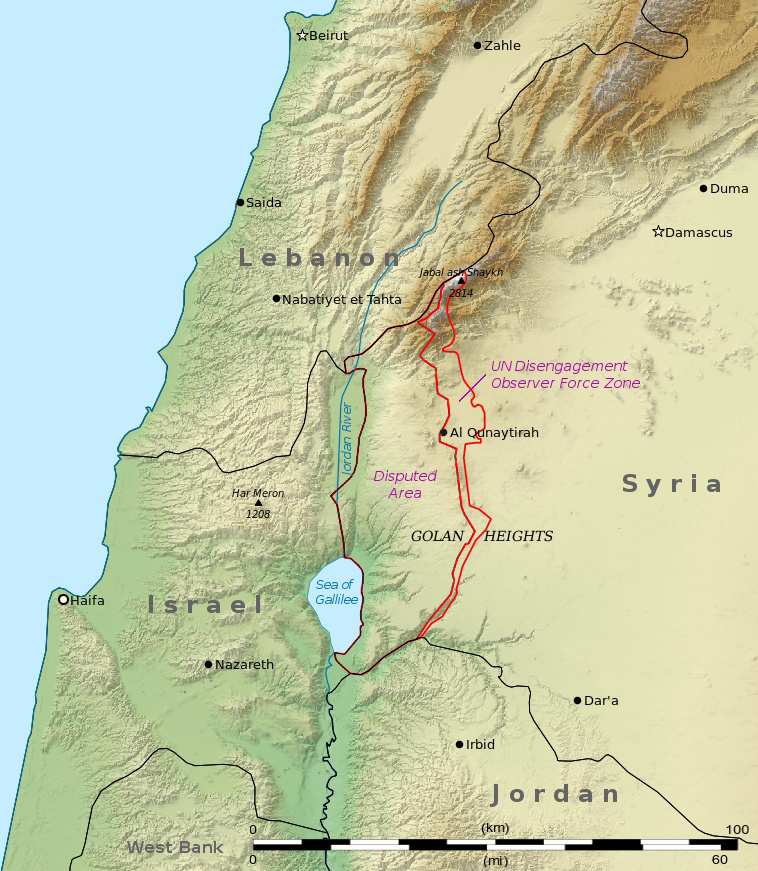 Beirut
Zahle
Duma
Saida
Damascus
Lebanon
Jabal ash Shaykh
2814
Nabatiyet et Tahta
UN Disengagement
Observer Force Zone
Jordan River
Al Qunaytirah
Disputed
Area
Syria
Har Meron
1208
GOLAN HEIGHTS
Sea of
Gallilee
Haifa
Israel
Nazareth
Dar'a
Irbid
Jordan
West Bank
0 (km) 100
0 (mi) 60